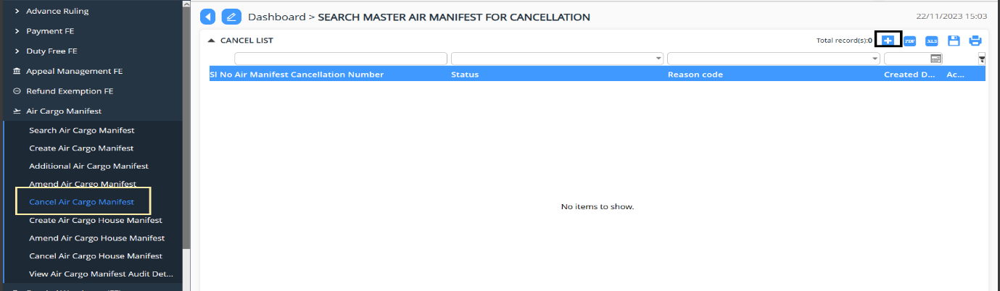 Advance Ruling
Payment FE
Duty Free FE
Appeal Management FE
Refund Exemption FE
Air Cargo Manifest
Search Air Cargo Manifest
Create Air Cargo Manifest
Additional Air Cargo Manifest
Amend Air Cargo Manifest
Cancel Air Cargo Manifest
Create Air Cargo House Manifest
Amend Air Cargo House Manifest
Cancel Air Cargo House Manifest
View Air Cargo Manifest Audit Det...
Dashboard > SEARCH MASTER AIR MANIFEST FOR CANCELLATION
22/11/2023 15:03
CANCEL LIST
Total record(s):0
PDF
XLS
Sl No Air Manifest Cancellation Number Status Reason code Created D... Ac...
No items to show.